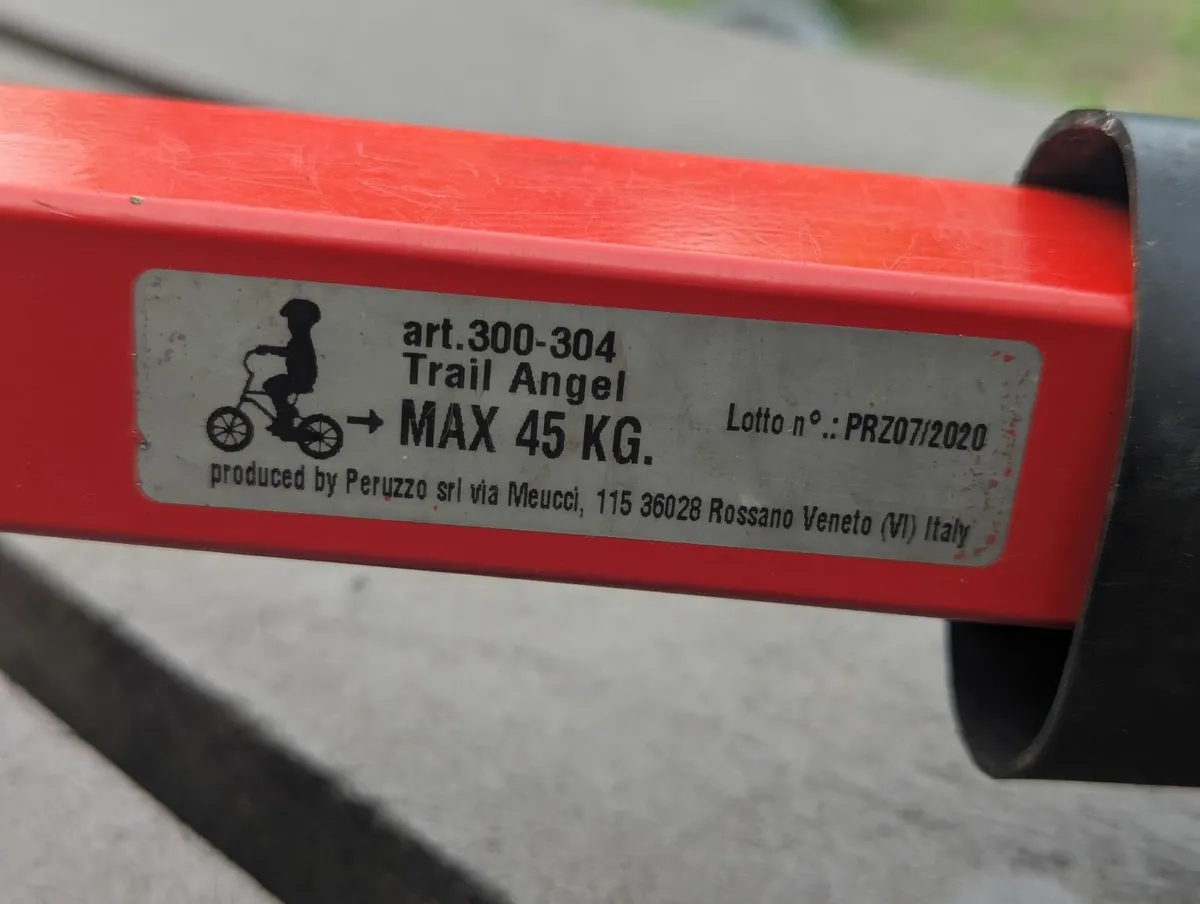 art.300-304
Trail Angel
MAX 45 KG.
Lotto n°.: PRZ07/2020
produced by Peruzzo srl via Meucci, 115 36028 Rossano Veneto (VI) Italy